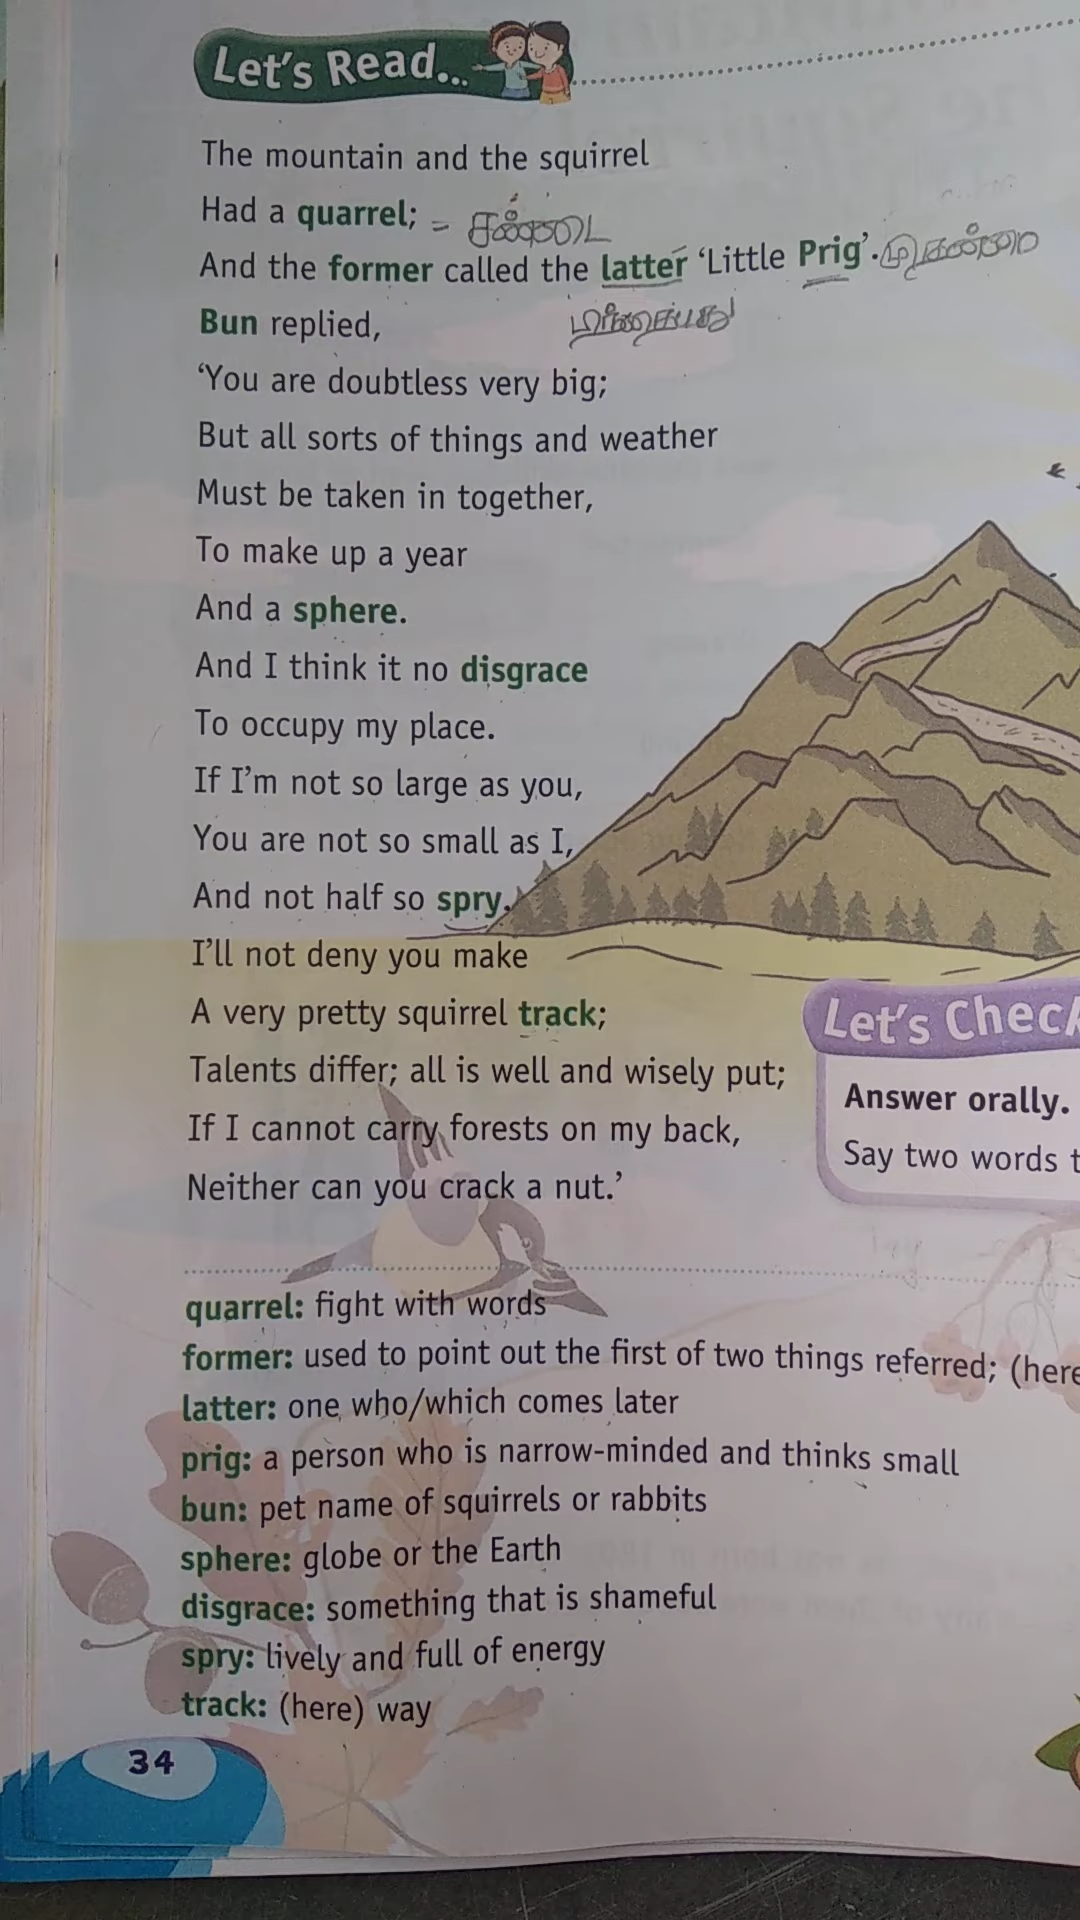 Let's Read...
The mountain and the squirrel
Had a quarrel; = சண்டை
And the former called the latter ‘Little Prig’.
Bun replied,
‘You are doubtless very big;
But all sorts of things and weather
Must be taken in together,
To make up a year
And a sphere.
And I think it no disgrace
To occupy my place.
If I’m not so large as you,
You are not so small as I,
And not half so spry.
I’ll not deny you make
A very pretty squirrel track;
Talents differ; all is well and wisely put;
If I cannot carry forests on my back,
Neither can you crack a nut.’
Let's Check
Answer orally.
Say two words t
quarrel: fight with words
former: used to point out the first of two things referred; (here
latter: one who/which comes later
prig: a person who is narrow-minded and thinks small
bun: pet name of squirrels or rabbits
sphere: globe or the Earth
disgrace: something that is shameful
spry: lively and full of energy
track: (here) way
34